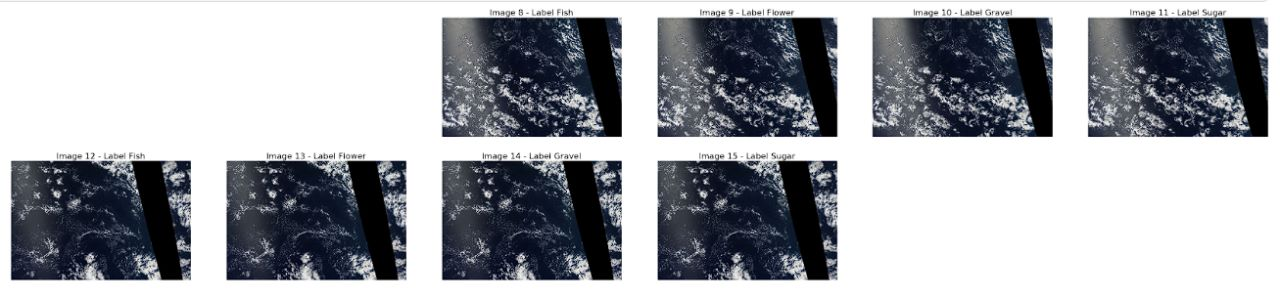 Image 8 - Label Fish
Image 9 - Label Flower
Image 10 - Label Gravel
Image 11 - Label Sugar
Image 12 - Label Fish
Image 13 - Label Flower
Image 14 - Label Gravel
Image 15 - Label Sugar